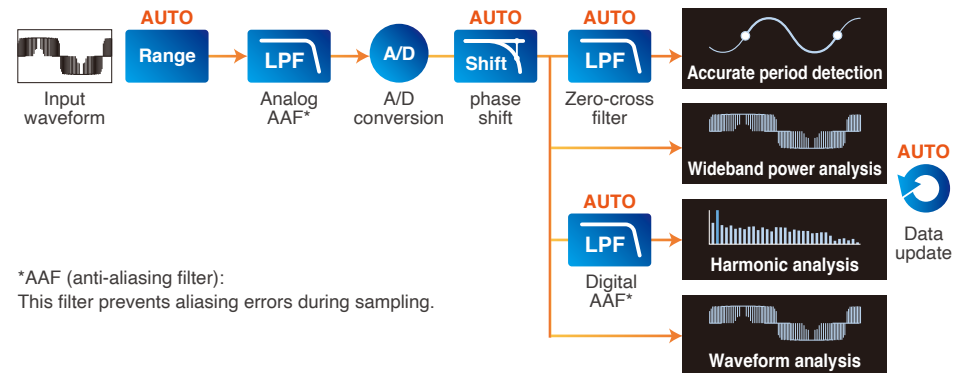 AUTO
Range
Input
waveform
LPF
Analog
AAF*
A/D
A/D
conversion
AUTO
Shift
phase
shift
AUTO
LPF
Zero-cross
filter
Accurate period detection
Wideband power analysis
AUTO
LPF
Digital
AAF*
Harmonic analysis
Waveform analysis
AUTO
Data
update
*AAF (anti-aliasing filter):
This filter prevents aliasing errors during sampling.